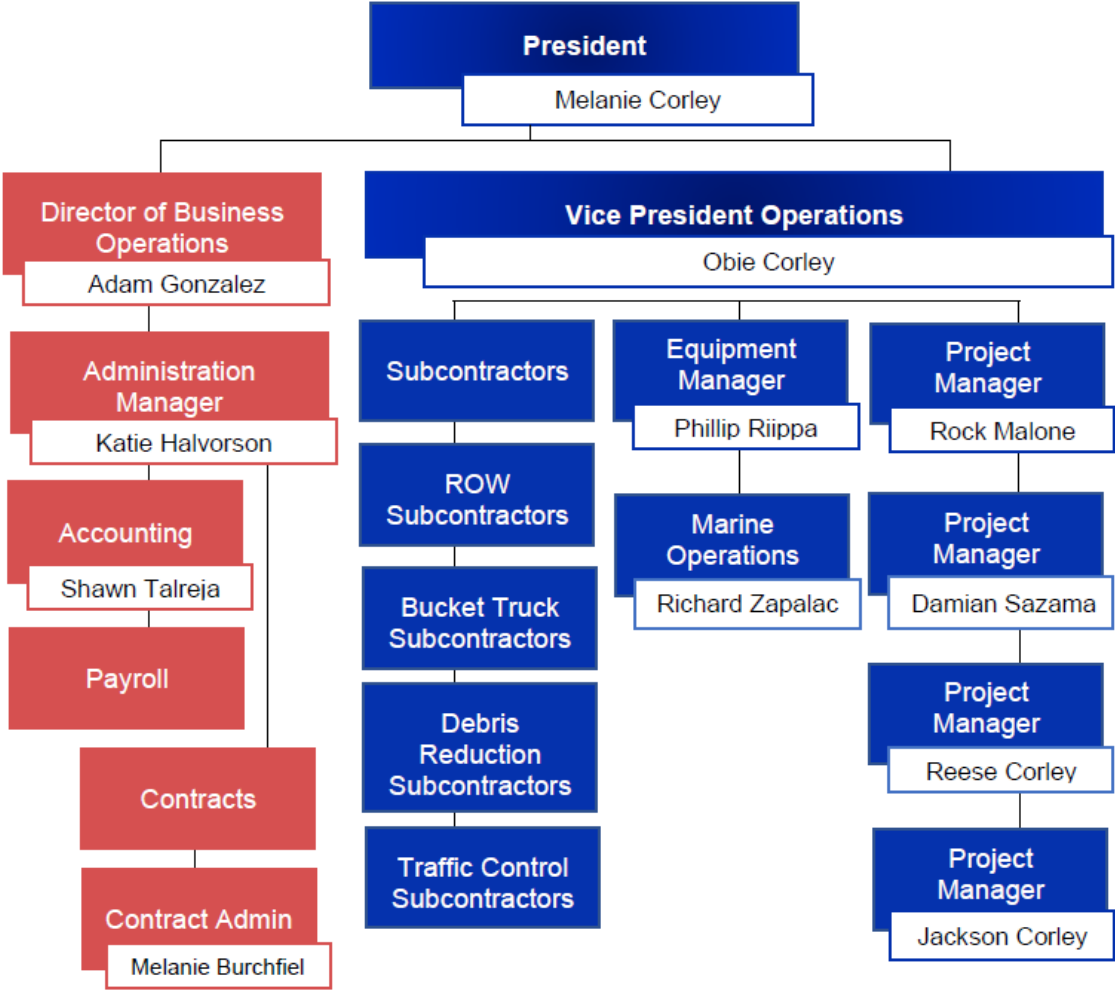 President
Melanie Corley
Director of Business
Operations
Adam Gonzalez
Administration
Manager
Katie Halvorson
Accounting
Shawn Talreja
Payroll
Contracts
Contract Admin
Melanie Burchfiel
Vice President Operations
Obie Corley
Subcontractors
ROW
Subcontractors
Bucket Truck
Subcontractors
Debris
Reduction
Subcontractors
Traffic Control
Subcontractors
Equipment
Manager
Phillip Riippa
Marine
Operations
Richard Zapalac
Project
Manager
Rock Malone
Project
Manager
Damian Sazama
Project
Manager
Reese Corley
Project
Manager
Jackson Corley